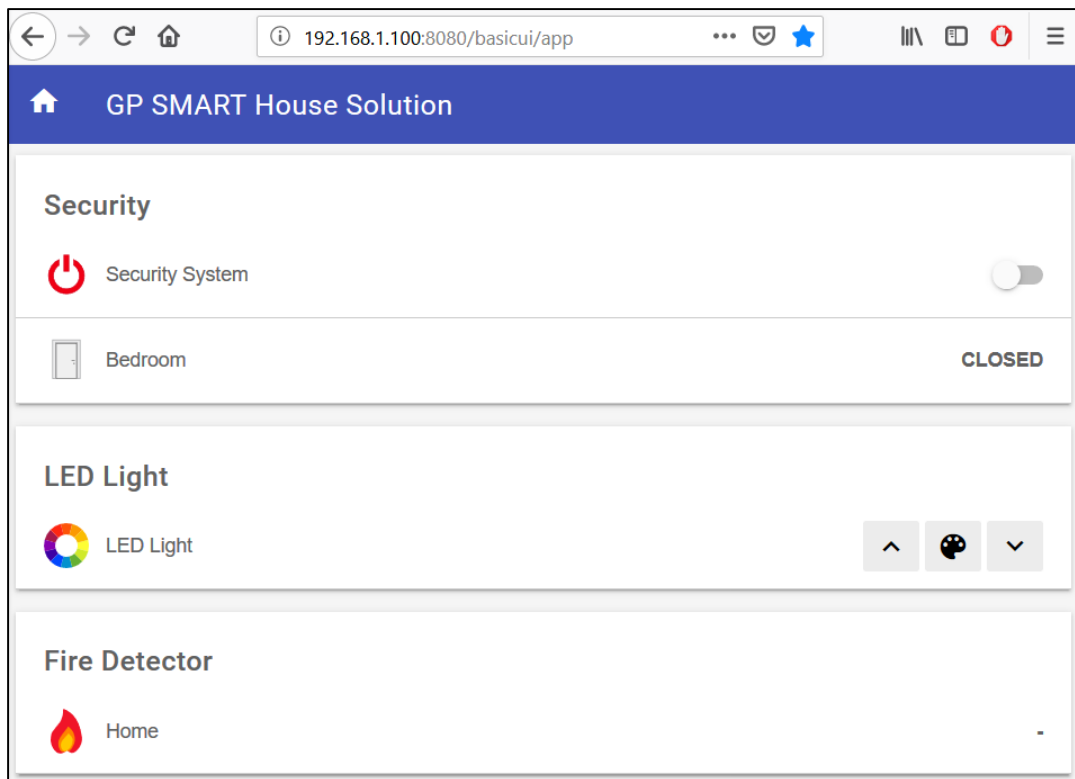 192.168.1.100:8080/basicui/app
GP SMART House Solution
Security
Security System
Bedroom CLOSED
LED Light
LED Light
Fire Detector
Home -